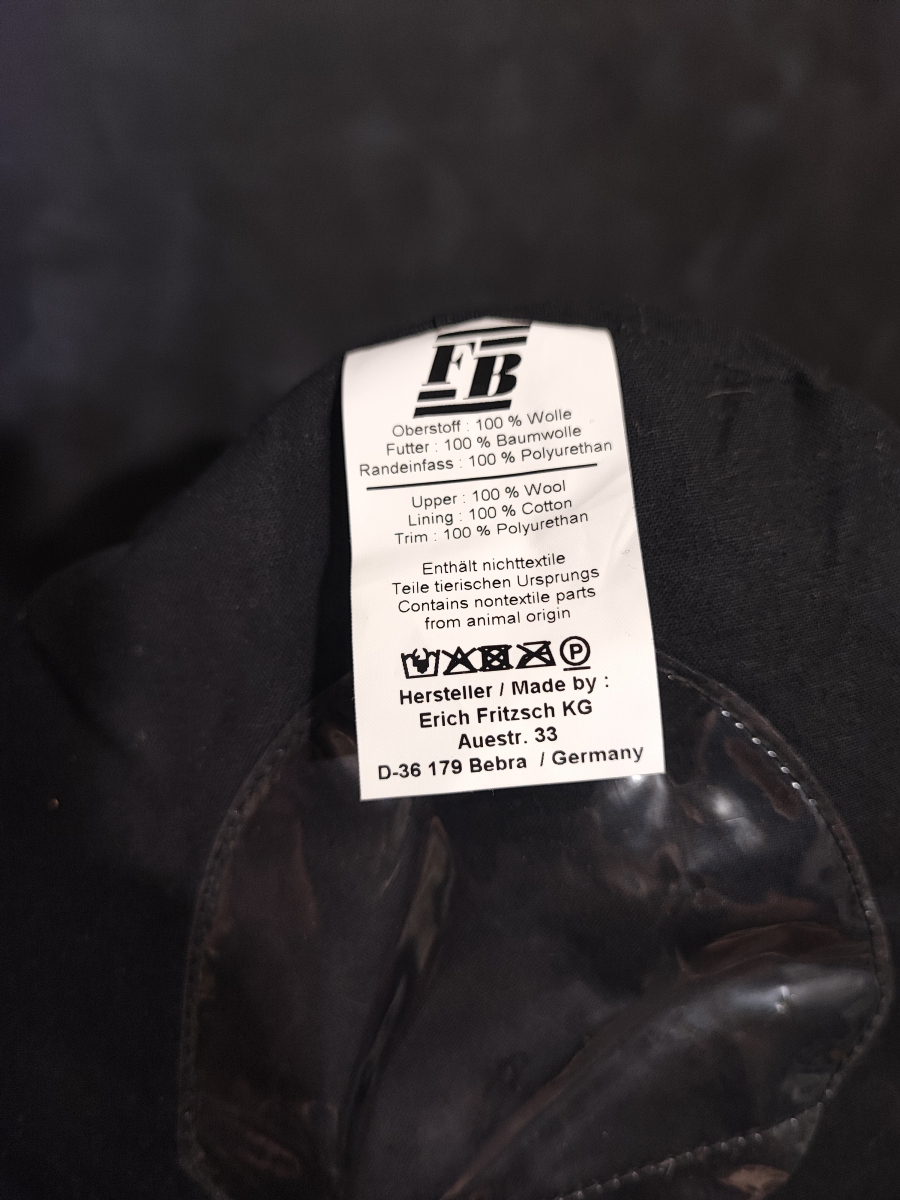 FB
Oberstoff : 100 % Wolle
Futter : 100 % Baumwolle
Randeinfass : 100 % Polyurethan
Upper : 100 % Wool
Lining : 100 % Cotton
Trim : 100 % Polyurethan
Enthält nichttextile
Teile tierischen Ursprungs
Contains nontextile parts
from animal origin
P
Hersteller / Made by :
Erich Fritzsch KG
Auestr. 33
D-36 179 Bebra / Germany